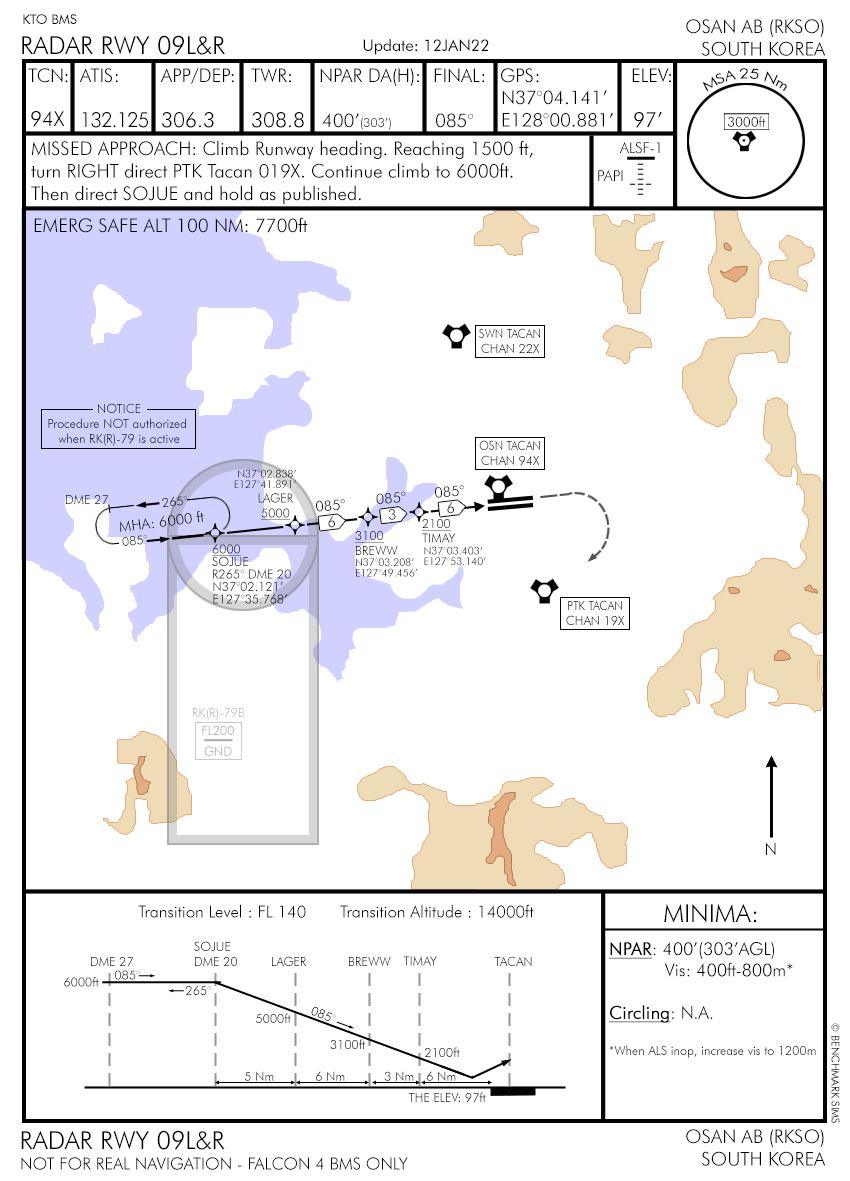 KTO BMS
RADAR RWY 09L&R
Update: 12JAN22
OSAN AB (RKSO)
SOUTH KOREA
TCN:
94X
ATIS:
132.125
APP/DEP:
306.3
TWR:
308.8
NPAR DA(H):
400'(303')
FINAL:
085°
GPS:
N37°04.141'
E128°00.881'
ELEV:
97'
MSA 25 Nm
3000ft
MISSED APPROACH: Climb Runway heading. Reaching 1500 ft,
turn RIGHT direct PTK Tacan 019X. Continue climb to 6000ft.
Then direct SOJUE and hold as published.
ALSF-1
PAPI
EMERG SAFE ALT 100 NM: 7700ft
SWN TACAN
CHAN 22X
NOTICE
Procedure NOT authorized
when RK(R)-79 is active
OSN TACAN
CHAN 94X
N37°02.838'
E127°41.891'
LAGER
5000
DME 27
265°
MHA: 6000 ft
085°
085°
6
085°
3
085°
6
6000
SOJUE
R265° DME 20
N37°02.121'
E127°35.768'
3100
BREWW
N37°03.208'
E127°49.456'
2100
TIMAY
N37°03.403'
E127°53.140'
PTK TACAN
CHAN 19X
RK(R)-79B
FL200
GND
N
Transition Level : FL 140
Transition Altitude : 14000ft
DME 27
SOJUE
DME 20
LAGER
BREWW
TIMAY
TACAN
6000ft
085°
265°
5000ft
085°
3100ft
2100ft
5 Nm
6 Nm
3 Nm
6 Nm
THE ELEV: 97ft
MINIMA:
NPAR: 400'(303'AGL)
Vis: 400ft-800m*
Circling: N.A.
*When ALS inop, increase vis to 1200m
© BENCHMARK SIMS
RADAR RWY 09L&R
NOT FOR REAL NAVIGATION - FALCON 4 BMS ONLY
OSAN AB (RKSO)
SOUTH KOREA